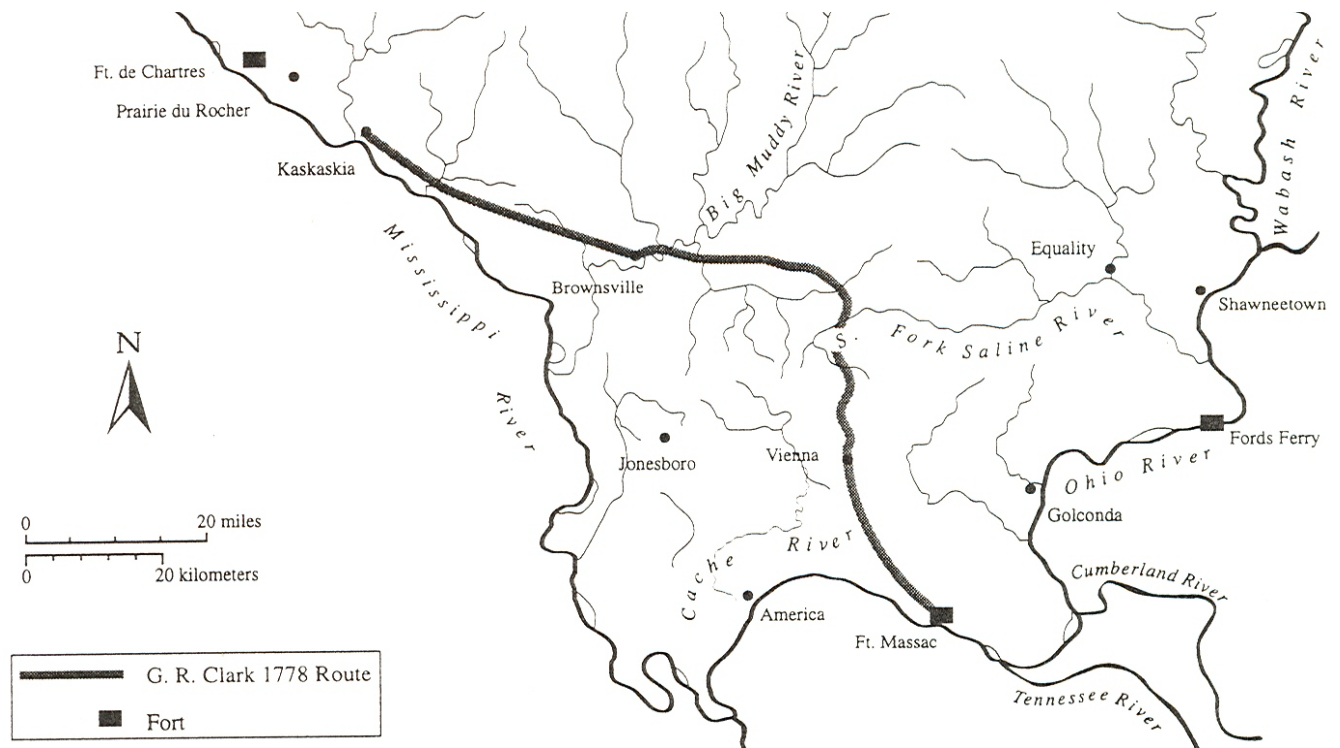 Ft. de Chartres
Prairie du Rocher
Kaskaskia
Big Muddy River
Wabash River
Mississippi River
Brownsville
Equality
Shawneetown
S. Fork Saline River
N
Jonesboro
Vienna
Fords Ferry
Ohio River
Golconda
0 20 miles
0 20 kilometers
Cache River
America
Cumberland River
Ft. Massac
Tennessee River
G. R. Clark 1778 Route
Fort